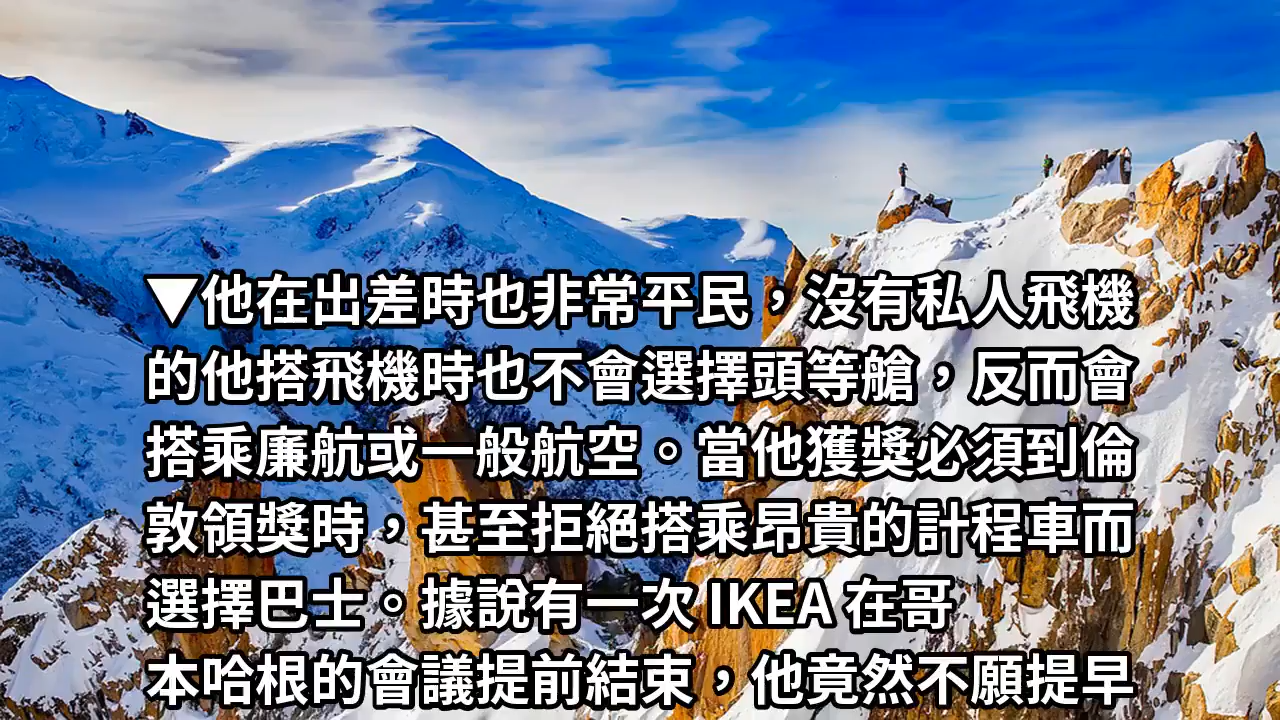 ▼他在出差時也非常平民，沒有私人飛機
的他搭飛機時也不會選擇頭等艙，反而會
搭乘廉航或一般航空。當他獲獎必須到倫
敦領獎時，甚至拒絕搭乘昂貴的計程車而
選擇巴士。據說有一次 IKEA 在哥
本哈根的會議提前結束，他竟然不願提早